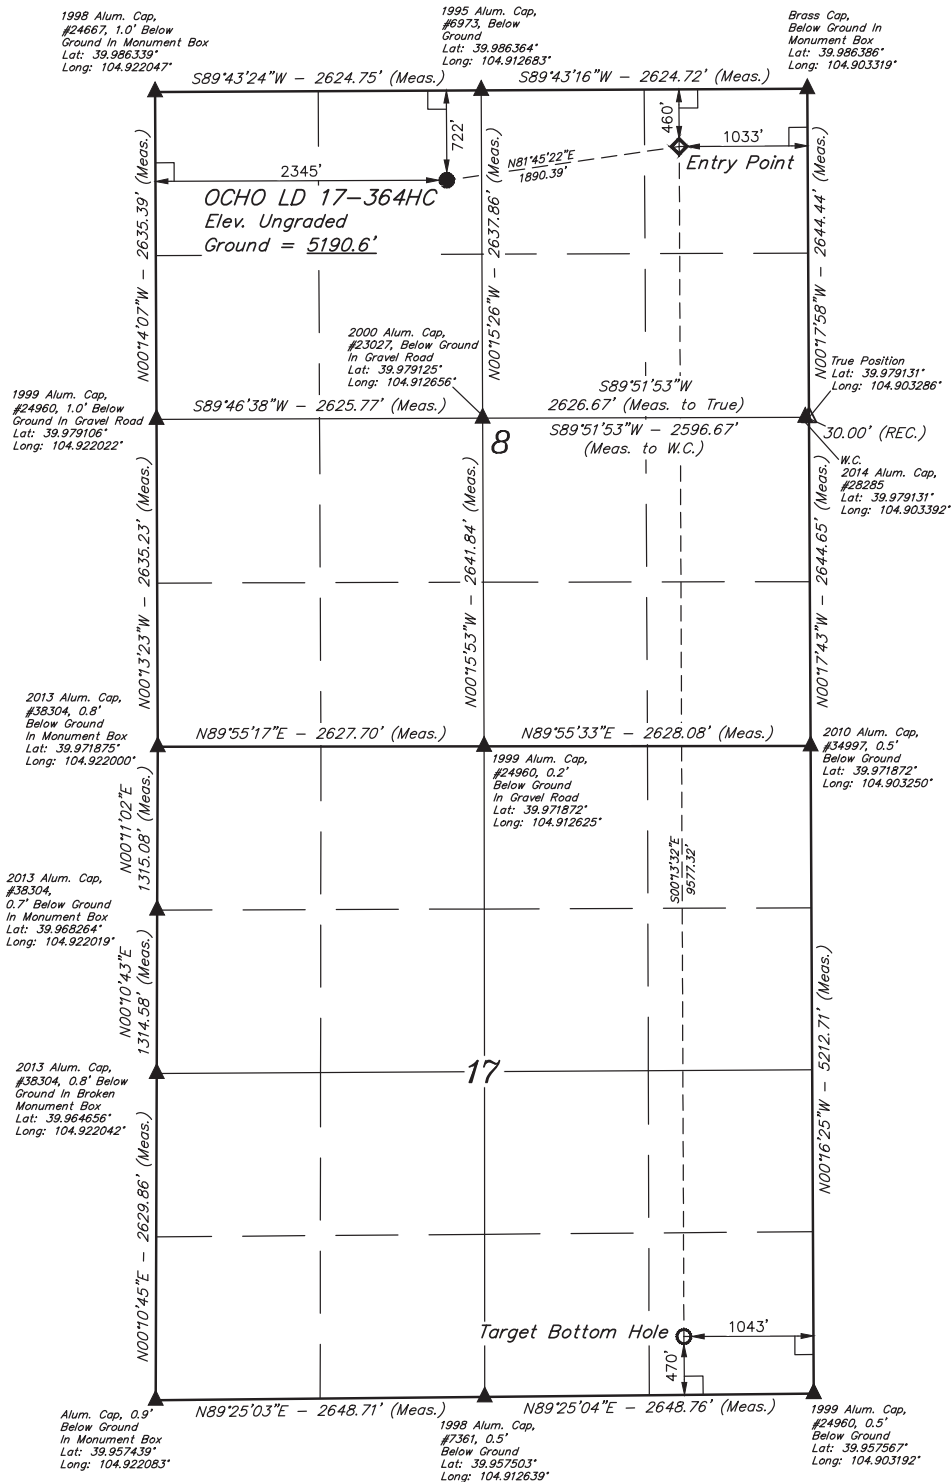 1998 Alum. Cap,
#24667, 1.0' Below
Ground In Monument Box
Lat: 39.986339°
Long: 104.922047°
1995 Alum. Cap,
#6973, Below
Ground
Lat: 39.986364°
Long: 104.912683°
Brass Cap,
Below Ground In
Monument Box
Lat: 39.986386°
Long: 104.903319°
S89°43'24"W - 2624.75' (Meas.)
S89°43'16"W - 2624.72' (Meas.)
722'
460'
1033'
Entry Point
N81°45'22"E
1890.39'
2345'
OCHO LD 17-364HC
Elev. Ungraded
Ground = 5190.6'
N00°14'07"W - 2635.39' (Meas.)
N00°15'26"W - 2637.86' (Meas.)
N00°17'58"W - 2644.44' (Meas.)
2000 Alum. Cap,
#23027, Below Ground
In Gravel Road
Lat: 39.979125°
Long: 104.912656°
True Position
Lat: 39.979131°
Long: 104.903286°
1999 Alum. Cap,
#24960, 1.0' Below
Ground In Gravel Road
Lat: 39.979106°
Long: 104.922022°
S89°46'38"W - 2625.77' (Meas.)
S89°51'53"W
2626.67' (Meas. to True)
S89°51'53"W - 2596.67'
(Meas. to W.C.)
8
30.00' (REC.)
W.C.
2014 Alum. Cap,
#28285
Lat: 39.979131°
Long: 104.903392°
N00°13'23"W - 2635.23' (Meas.)
N00°15'53"W - 2641.84' (Meas.)
N00°17'43"W - 2644.65' (Meas.)
2013 Alum. Cap,
#38304, 0.8'
Below Ground
In Monument Box
Lat: 39.971875°
Long: 104.922000°
N89°55'17"E - 2627.70' (Meas.)
N89°55'33"E - 2628.08' (Meas.)
2010 Alum. Cap,
#34997, 0.5'
Below Ground
Lat: 39.971872°
Long: 104.903250°
1999 Alum. Cap,
#24960, 0.2'
Below Ground
In Gravel Road
Lat: 39.971872°
Long: 104.912625°
N00°11'02"E
1315.08' (Meas.)
S00°13'32"E
9577.32'
2013 Alum. Cap,
#38304,
0.7' Below Ground
In Monument Box
Lat: 39.968264°
Long: 104.922019°
N00°10'43"E
1314.58' (Meas.)
N00°16'25"W - 5212.71' (Meas.)
2013 Alum. Cap,
#38304, 0.8' Below
Ground In Broken
Monument Box
Lat: 39.964656°
Long: 104.922042°
17
N00°10'45"E - 2629.86' (Meas.)
Target Bottom Hole
1043'
470'
N89°25'03"E - 2648.71' (Meas.)
N89°25'04"E - 2648.76' (Meas.)
Alum. Cap, 0.9'
Below Ground
In Monument Box
Lat: 39.957439°
Long: 104.922083°
1998 Alum. Cap,
#7361, 0.5'
Below Ground
Lat: 39.957503°
Long: 104.912639°
1999 Alum. Cap,
#24960, 0.5'
Below Ground
Lat: 39.957567°
Long: 104.903192°